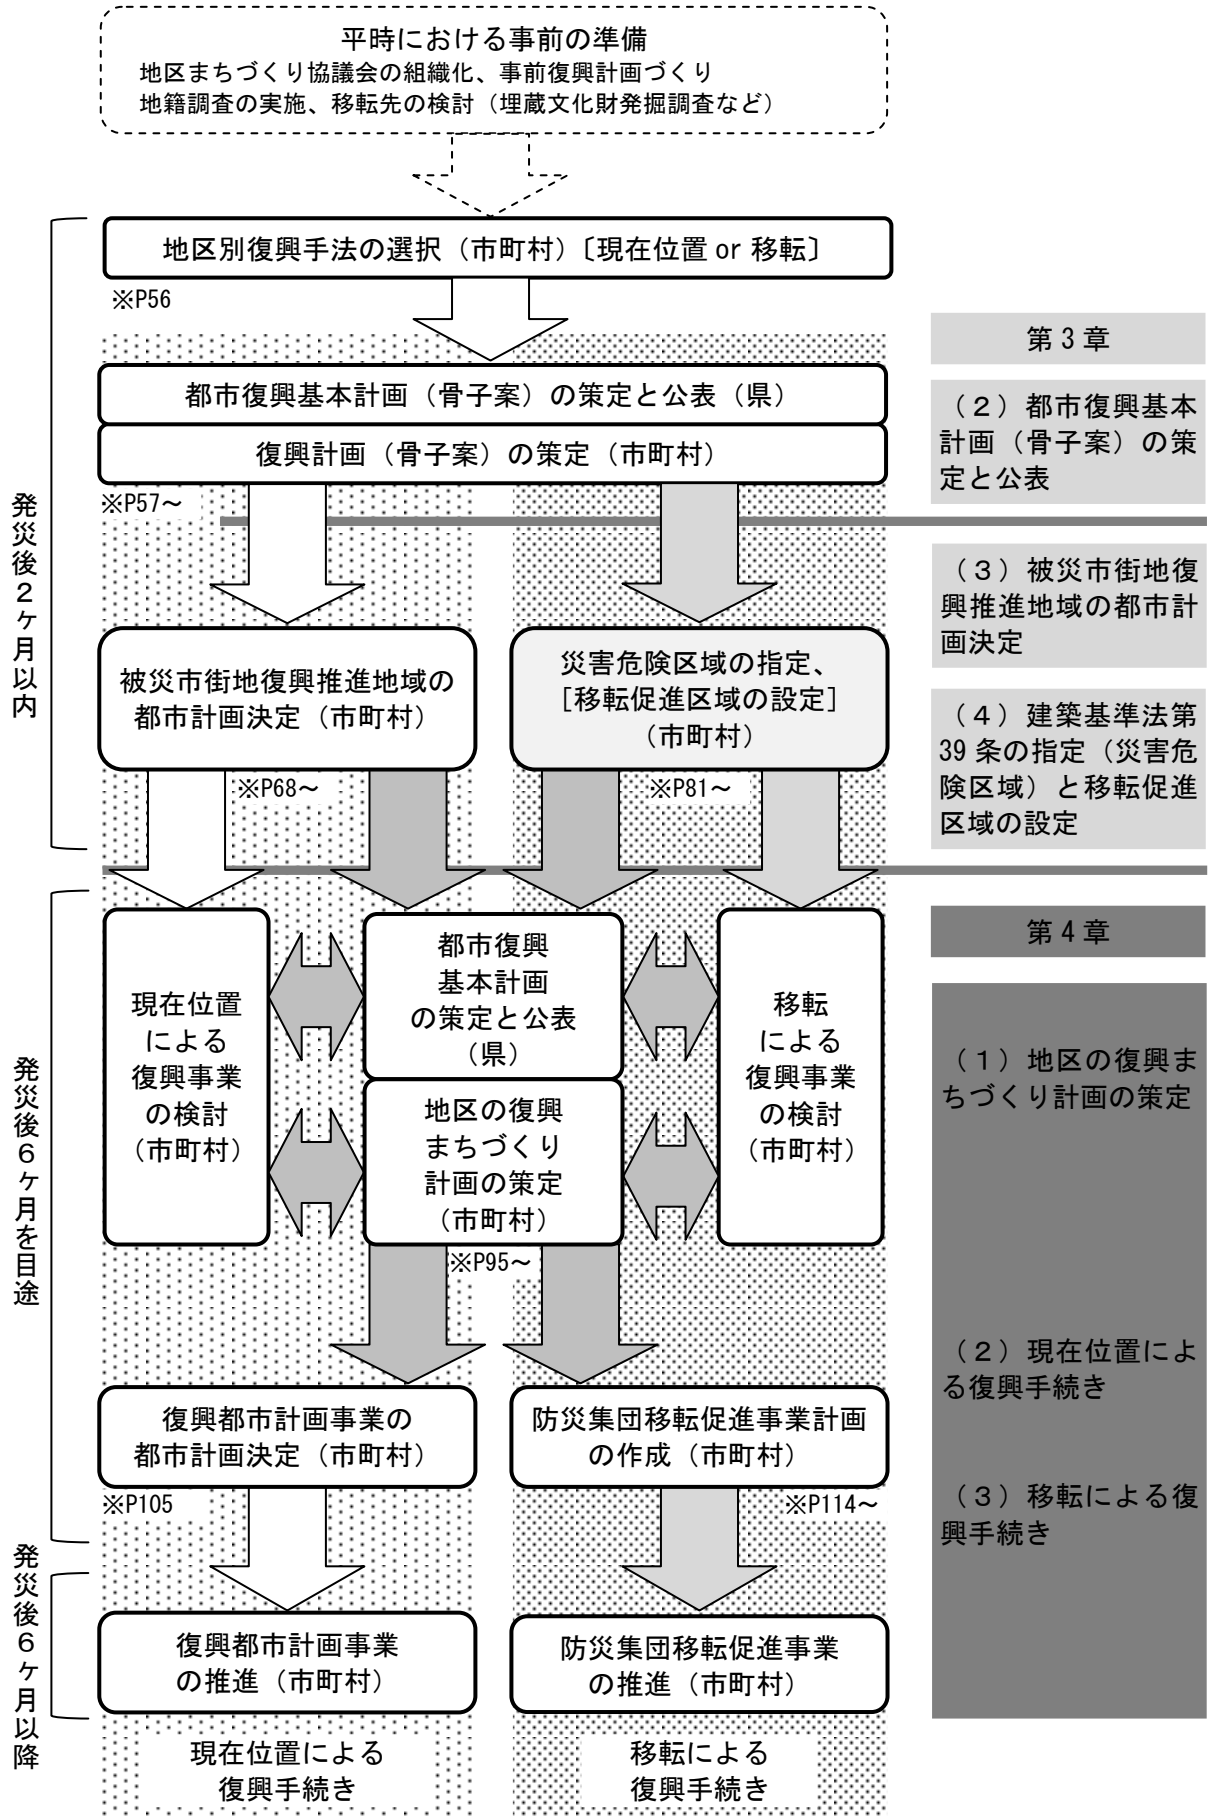 平時における事前の準備
地区まちづくり協議会の組織化、事前復興計画づくり
地籍調査の実施、移転先の検討（埋蔵文化財発掘調査など）
発災後２ヶ月以内
地区別復興手法の選択（市町村）〔現在位置 or 移転〕
※P56
都市復興基本計画（骨子案）の策定と公表（県）
復興計画（骨子案）の策定（市町村）
※P57～
被災市街地復興推進地域の
都市計画決定（市町村）
※P68～
災害危険区域の指定、
［移転促進区域の設定］
（市町村）
※P81～
第３章
（２）都市復興基本
計画（骨子案）の策
定と公表
（３）被災市街地復
興推進地域の都市計
画決定
（４）建築基準法第
39 条の指定（災害危
険区域）と移転促進
区域の設定
発災後６ヶ月を目途
現在位置
による
復興事業
の検討
（市町村）
都市復興
基本計画
の策定と公表
（県）
地区の復興
まちづくり
計画の策定
（市町村）
※P95～
移転
による
復興事業
の検討
（市町村）
復興都市計画事業の
都市計画決定（市町村）
※P105
防災集団移転促進事業計画
の作成（市町村）
※P114～
第４章
（１）地区の復興ま
ちづくり計画の策定
（２）現在位置によ
る復興手続き
（３）移転による復
興手続き
発災後６ヶ月以降
復興都市計画事業
の推進（市町村）
防災集団移転促進事業
の推進（市町村）
現在位置による
復興手続き
移転による
復興手続き